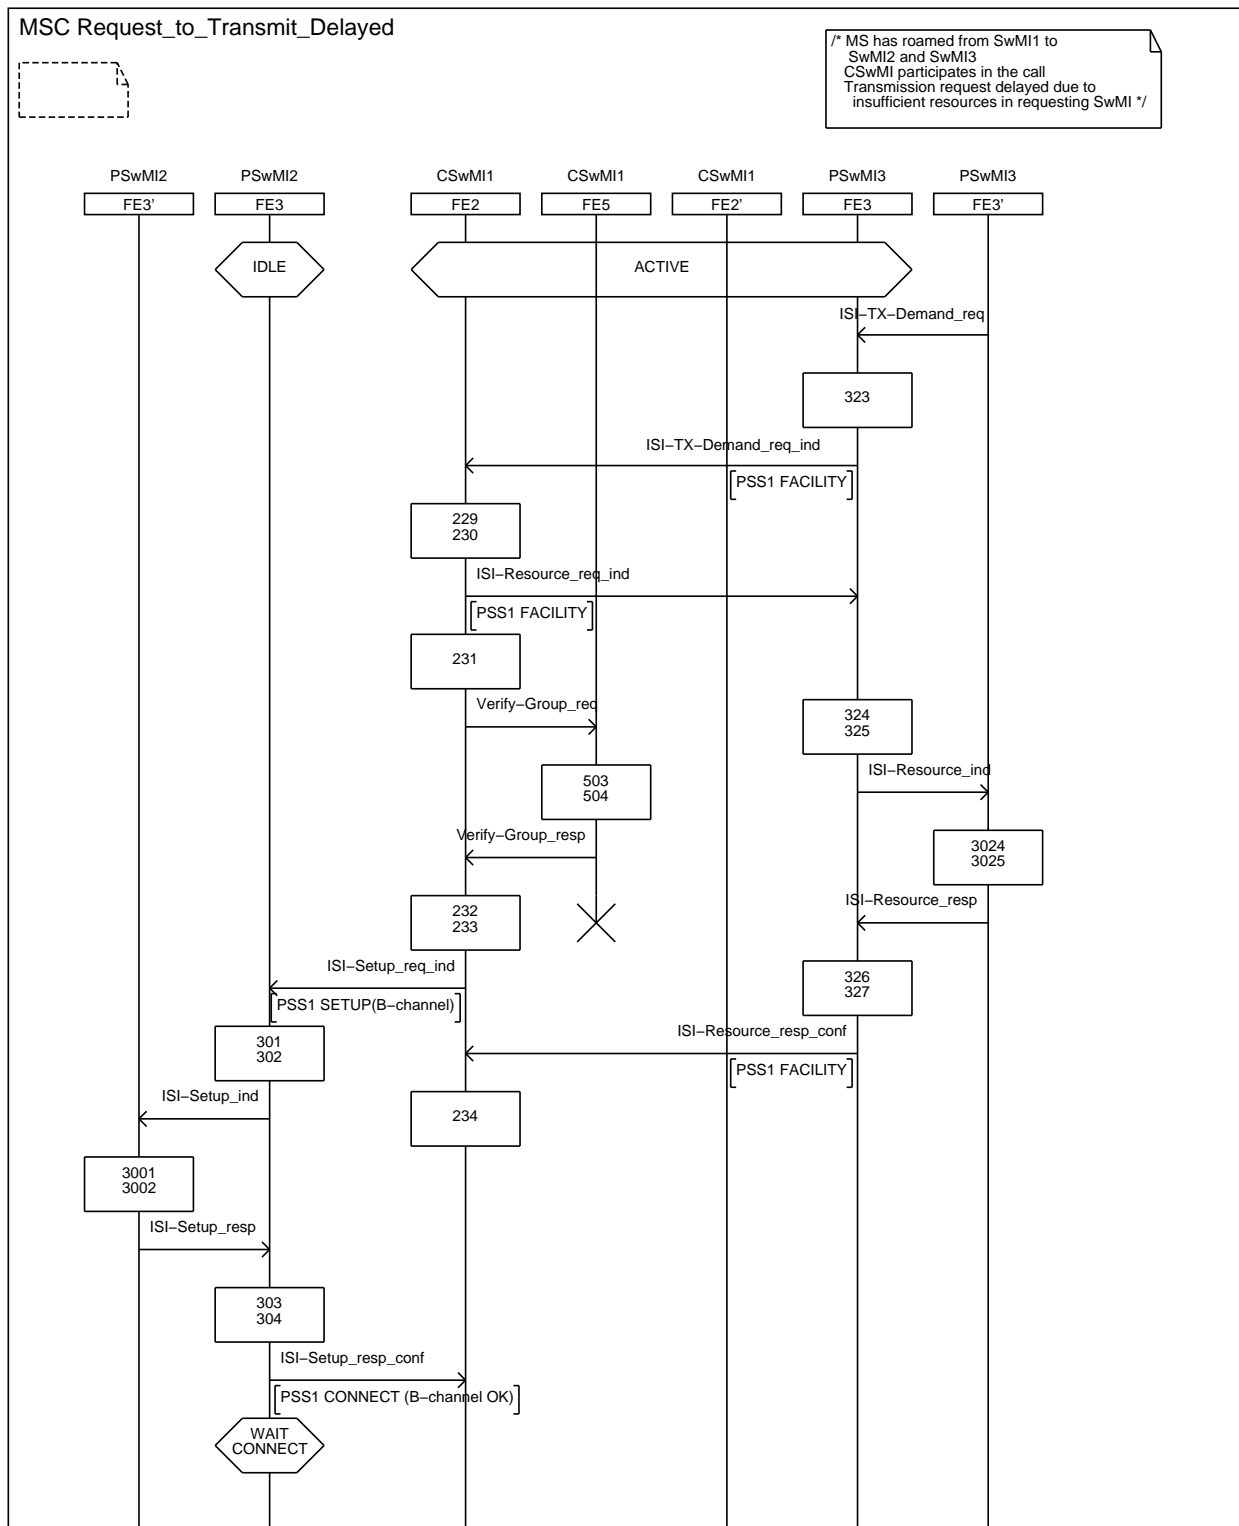 MSC Request_to_Transmit_Delayed
/* MS has roamed from SwMI1 to
SwMI2 and SwMI3
CSwMI participates in the call
Transmission request delayed due to
insufficient resources in requesting SwMI */
PSwMI2 PSwMI2 CSwMI1 CSwMI1 CSwMI1 PSwMI3 PSwMI3
FE3' FE3 FE2 FE5 FE2' FE3 FE3'
IDLE ACTIVE
ISI−TX−Demand_req
323
ISI−TX−Demand_req_ind
PSS1 FACILITY
229
230
ISI−Resource_req_ind
PSS1 FACILITY
231
Verify−Group_req
324
325
ISI−Resource_ind
503
504
Verify−Group_resp
3024
3025
ISI−Resource_resp
232
233
ISI−Setup_req_ind
326
327
PSS1 SETUP(B−channel)
ISI−Resource_resp_conf
301
302
PSS1 FACILITY
ISI−Setup_ind
234
3001
3002
ISI−Setup_resp
303
304
ISI−Setup_resp_conf
PSS1 CONNECT (B−channel OK)
WAIT
CONNECT